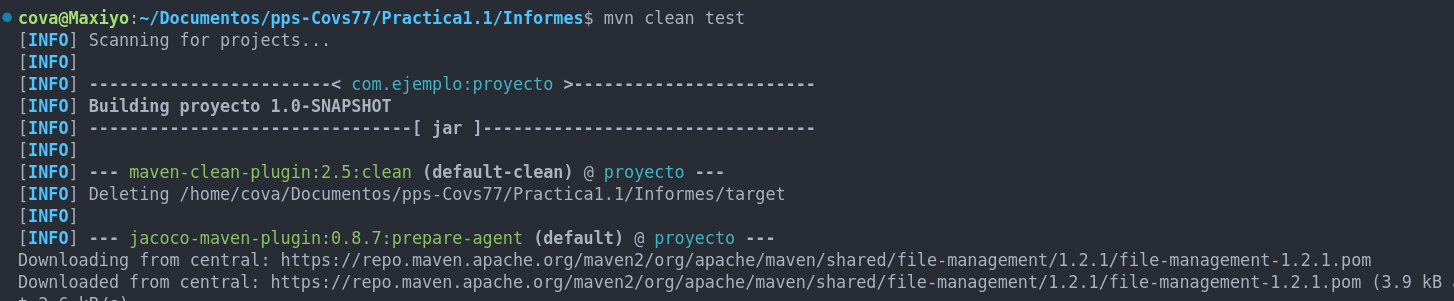 cova@Maxiyo:~/Documentos/pps-Covs77/Practica1.1/Informes$ mvn clean test
[INFO] Scanning for projects...
[INFO]
[INFO] ------------------------< com.ejemplo:proyecto >------------------------
[INFO] Building proyecto 1.0-SNAPSHOT
[INFO] --------------------------------[ jar ]---------------------------------
[INFO]
[INFO] --- maven-clean-plugin:2.5:clean (default-clean) @ proyecto ---
[INFO] Deleting /home/cova/Documentos/pps-Covs77/Practica1.1/Informes/target
[INFO]
[INFO] --- jacoco-maven-plugin:0.8.7:prepare-agent (default) @ proyecto ---
Downloading from central: https://repo.maven.apache.org/maven2/org/apache/maven/shared/file-management/1.2.1/file-management-1.2.1.pom
Downloaded from central: https://repo.maven.apache.org/maven2/org/apache/maven/shared/file-management/1.2.1/file-management-1.2.1.pom (3.9 kB